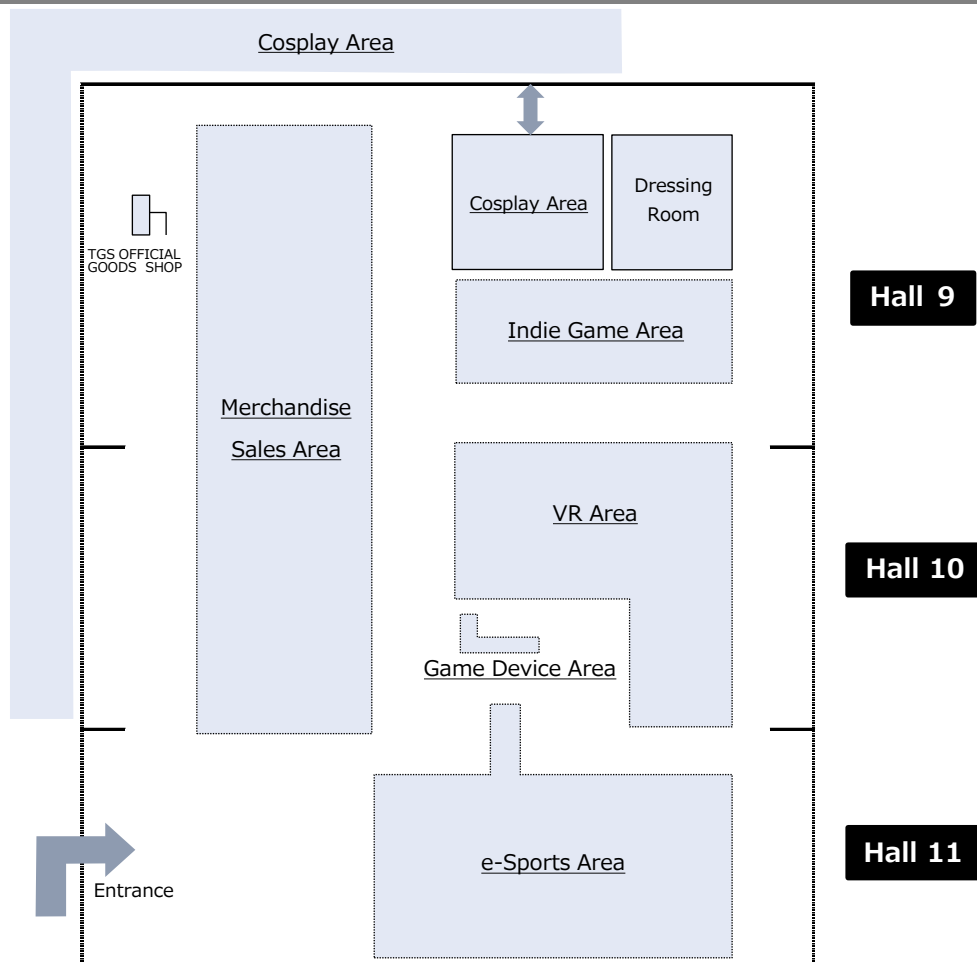 Cosplay Area
Cosplay Area
Dressing
Room
TGS OFFICIAL
GOODS SHOP
Hall 9
Indie Game Area
Merchandise
Sales Area
VR Area
Hall 10
Game Device Area
e-Sports Area
Hall 11
Entrance